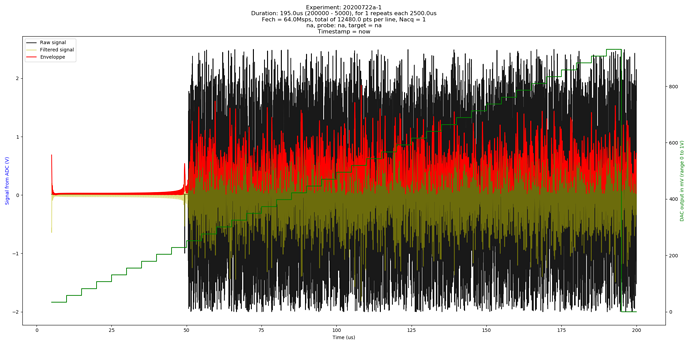 Experiment: 20200722a-1
Duration: 195.0us (200000 - 5000), for 1 repeats each 2500.0us
Fech = 64.0Msps, total of 12480.0 pts per line, Nacq = 1
na, probe: na, target = na
Timestamp = now
Raw signal
Filtered signal
Enveloppe
2
1
0
−1
−2
Signal from ADC (V)
800
600
400
200
0
DAC output in mV (range 0 to 1V)
0 25 50 75 100 125 150 175 200
Time (us)